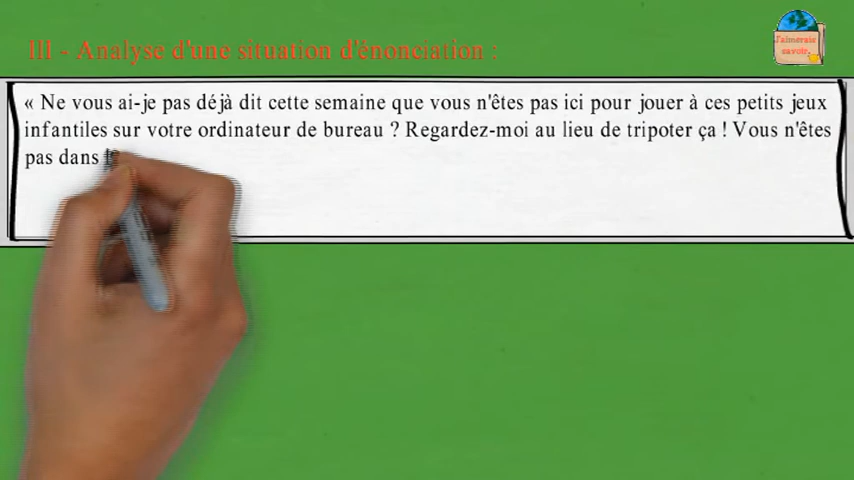 III - Analyse d'une situation d'énonciation :
J'aimerais
savoir.
« Ne vous ai-je pas déjà dit cette semaine que vous n'êtes pas ici pour jouer à ces petits jeux
infantiles sur votre ordinateur de bureau ? Regardez-moi au lieu de tripoter ça ! Vous n'êtes
pas dans